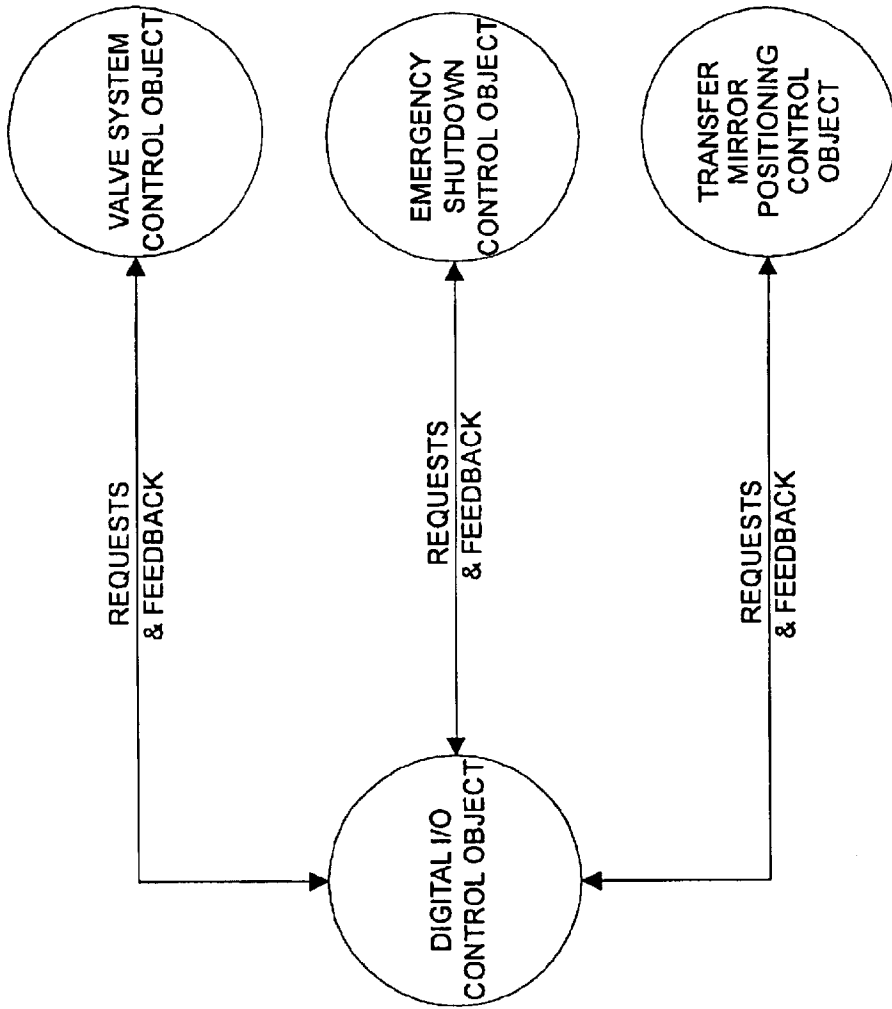 VALVE SYSTEM
CONTROL OBJECT
REQUESTS
& FEEDBACK
EMERGENCY
SHUTDOWN
CONTROL OBJECT
REQUESTS
& FEEDBACK
DIGITAL I/O
CONTROL OBJECT
TRANSFER
MIRROR
POSITIONING
CONTROL
OBJECT
REQUESTS
& FEEDBACK